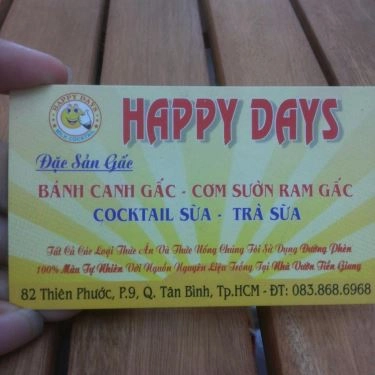 HAPPY DAYS
MILK COCKTAIL
HAPPY DAYS
Đặc Sản Gấc
BÁNH CANH GẤC - CƠM SƯỜN RAM GẤC
COCKTAIL SỮA - TRÀ SỮA
Tất Cả Các Loại Thức Ăn Và Thức Uống Chúng Tôi Sử Dụng Đường Phèn
100% Màu Tự Nhiên Với Nguồn Nguyên Liệu Trồng Tại Nhà Vườn Tiền Giang
82 Thiên Phước, P.9, Q. Tân Bình, Tp.HCM - ĐT: 083.868.6968